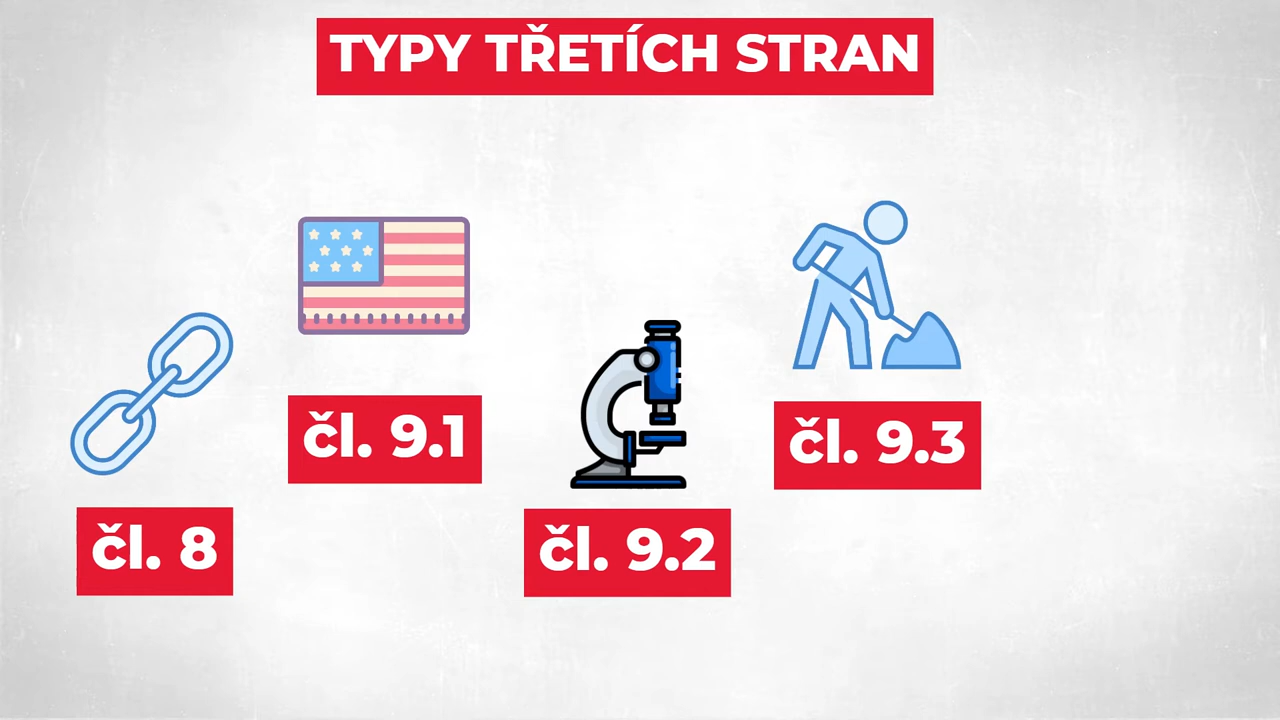 TYPY TŘETÍCH STRAN
čl. 8
čl. 9.1
čl. 9.2
čl. 9.3